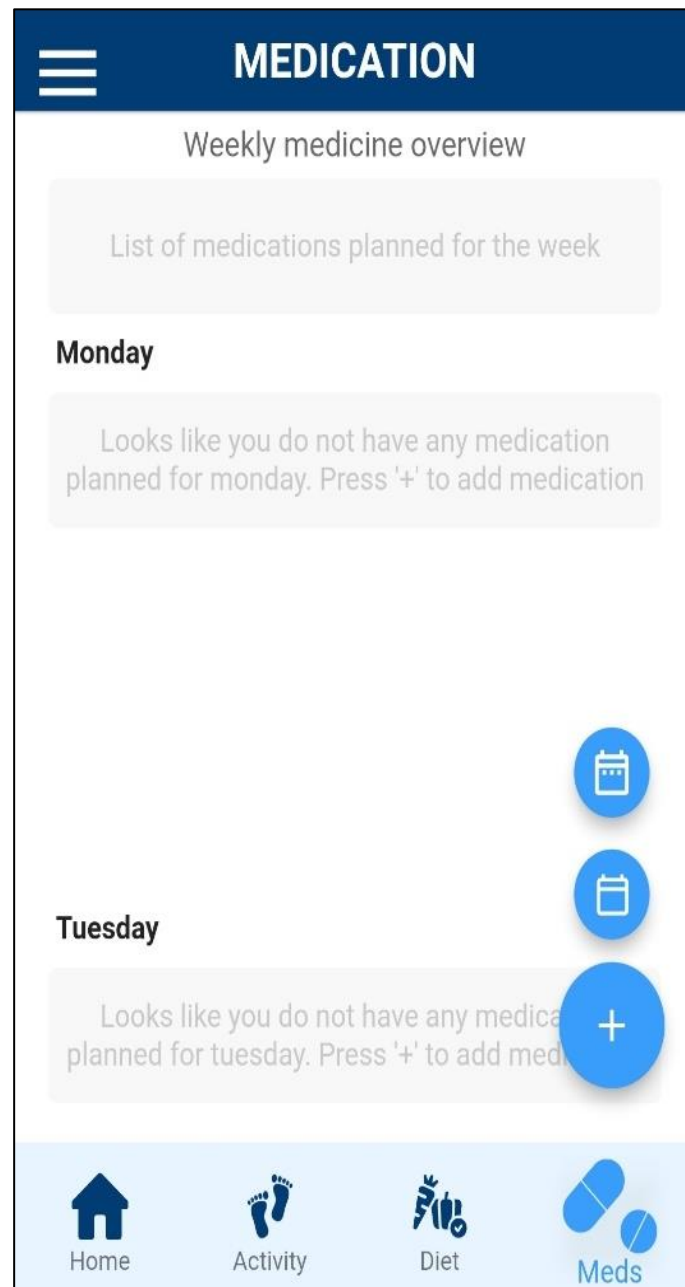 MEDICATION
Weekly medicine overview
List of medications planned for the week
Monday
Looks like you do not have any medication
planned for monday. Press '+' to add medication
Tuesday
Looks like you do not have any
planned for tuesday. Press '+' to add
+
Home
Activity
Diet
Meds